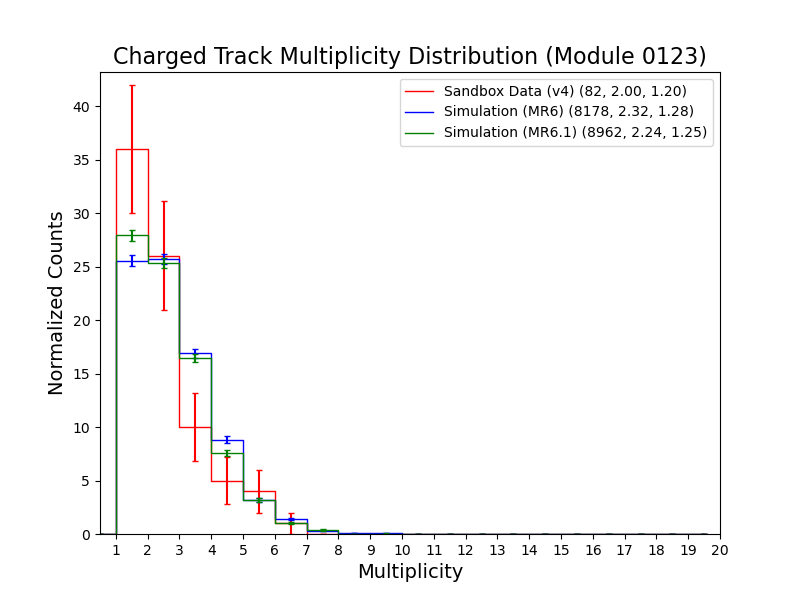 Charged Track Multiplicity Distribution (Module 0123)
Sandbox Data (v4) (82, 2.00, 1.20)
Simulation (MR6) (8178, 2.32, 1.28)
Simulation (MR6.1) (8962, 2.24, 1.25)
Normalized Counts
40
35
30
25
20
15
10
5
0
1 2 3 4 5 6 7 8 9 10 11 12 13 14 15 16 17 18 19 20
Multiplicity